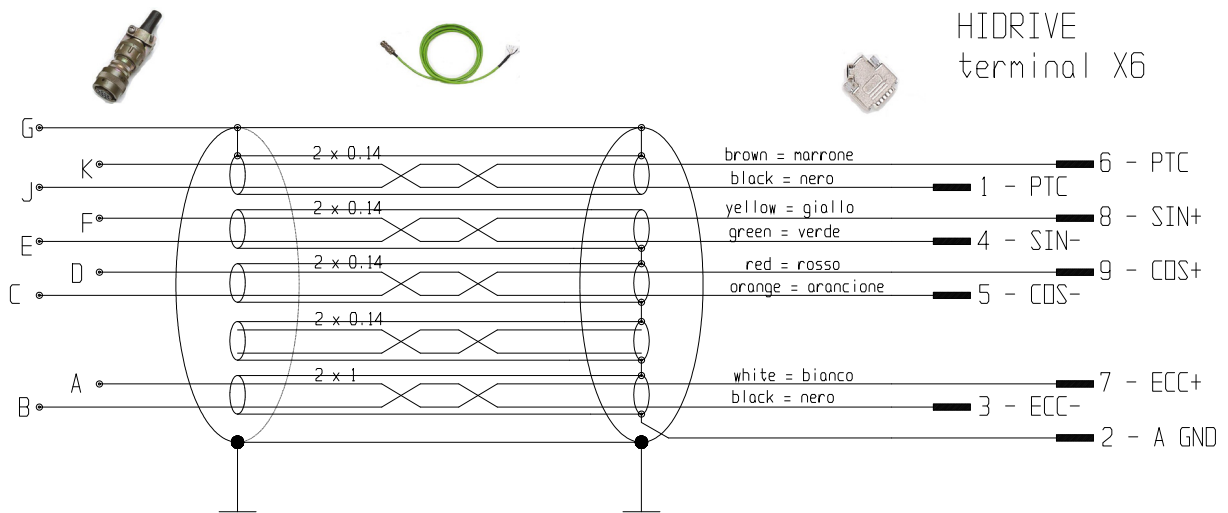 HIDRIVE
terminal X6
G
K 2 x 0.14 brown = marrone 6 - PTC
J black = nero 1 - PTC
F 2 x 0.14 yellow = giallo 8 - SIN+
E green = verde 4 - SIN-
D 2 x 0.14 red = rosso 9 - COS+
C orange = arancione 5 - COS-
2 x 0.14
A 2 x 1 white = bianco 7 - ECC+
B black = nero 3 - ECC-
2 - A GND